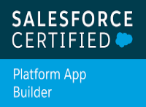 SALESFORCE
CERTIFIED
Platform App
Builder